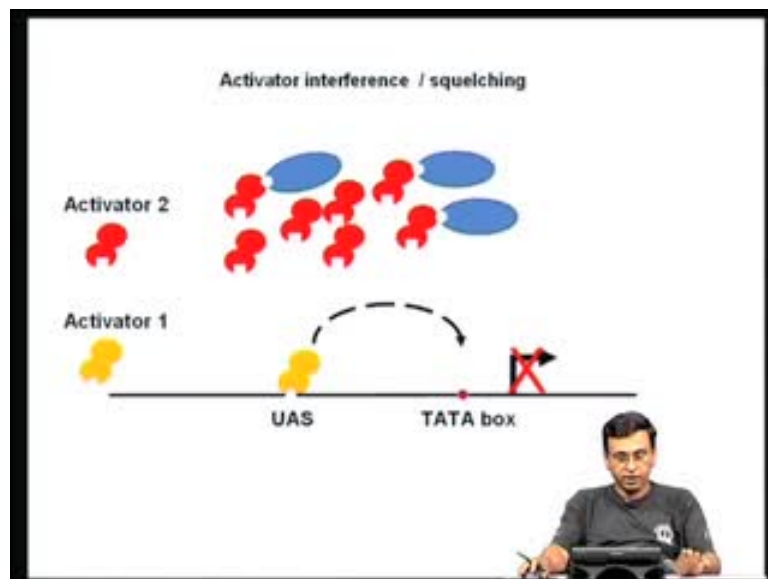 Activator interference / squelching
Activator 2
Activator 1
UAS
TATA box